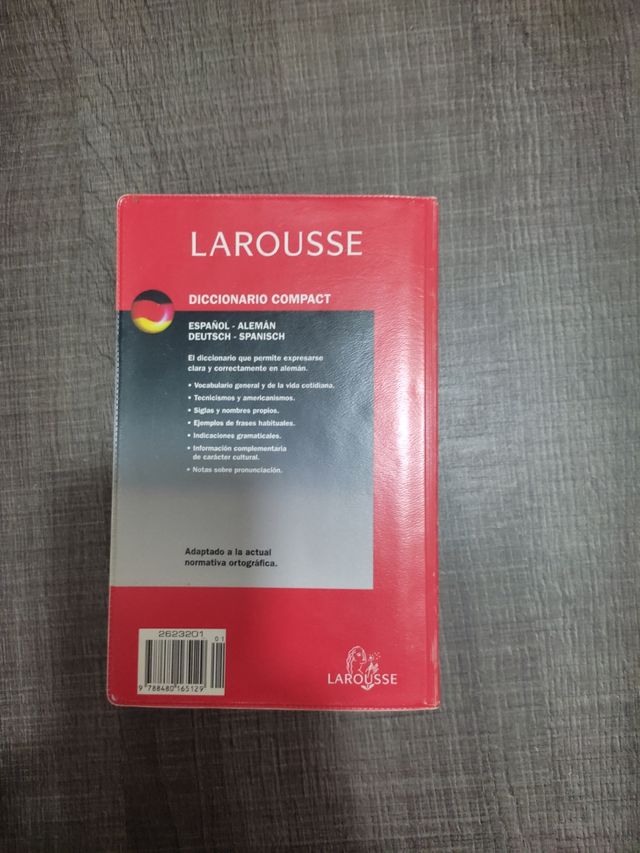 LAROUSSE
DICCIONARIO COMPACT
ESPAÑOL - ALEMÁN
DEUTSCH - SPANISCH
El diccionario que permite expresarse
clara y correctamente en alemán.
• Vocabulario general y de la vida cotidiana.
• Tecnicismos y americanismos.
• Siglas y nombres propios.
• Ejemplos de frases habituales.
• Indicaciones gramaticales.
• Información complementaria
de carácter cultural.
• Notas sobre pronunciación.
Adaptado a la actual
normativa ortográfica.
2623201
01
9 788480 165129
LAROUSSE